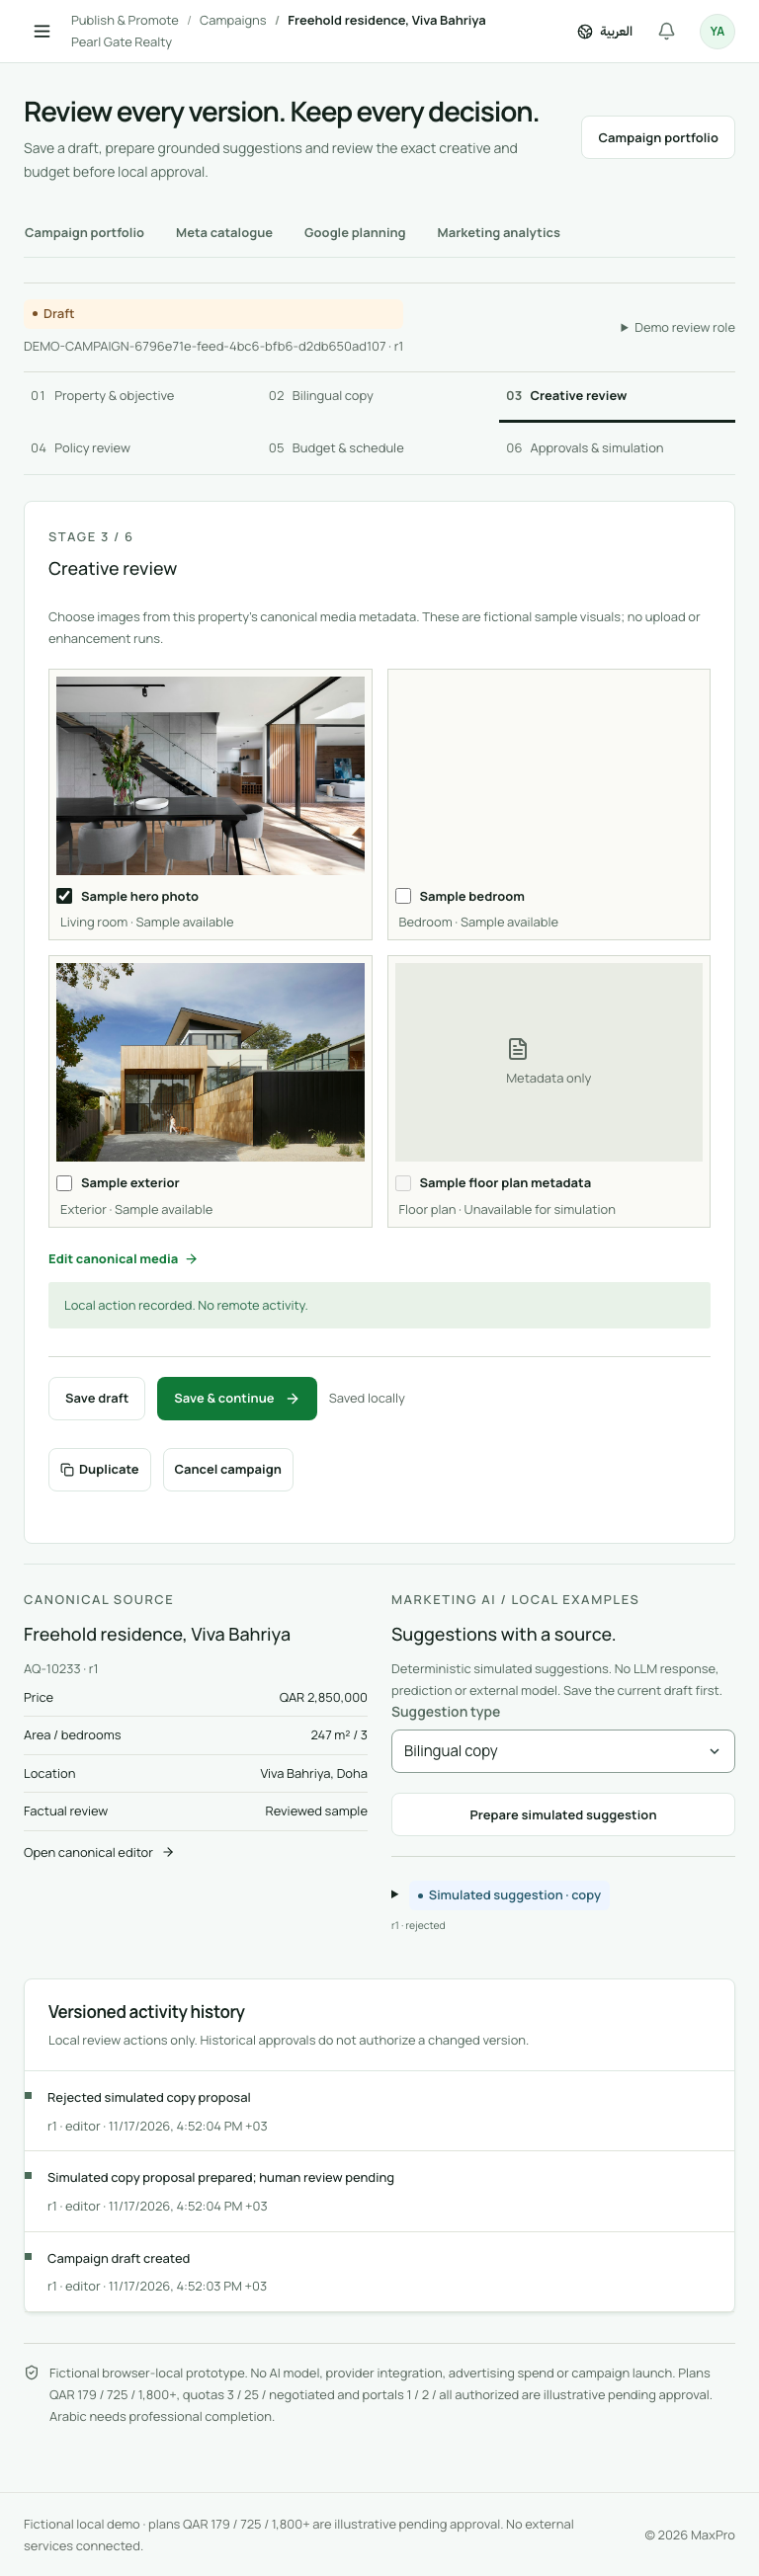 Publish & Promote / Campaigns / Freehold residence, Viva Bahriya
Pearl Gate Realty
العربية
YA
Review every version. Keep every decision.
Save a draft, prepare grounded suggestions and review the exact creative and
budget before local approval.
Campaign portfolio
Campaign portfolio
Meta catalogue
Google planning
Marketing analytics
Draft
DEMO-CAMPAIGN-6796e71e-feed-4bc6-bfb6-d2db650ad107 · r1
Demo review role
01 Property & objective
02 Bilingual copy
03 Creative review
04 Policy review
05 Budget & schedule
06 Approvals & simulation
STAGE 3 / 6
Creative review
Choose images from this property's canonical media metadata. These are fictional sample visuals; no upload or
enhancement runs.
Sample hero photo
Living room · Sample available
Sample bedroom
Bedroom · Sample available
Sample exterior
Exterior · Sample available
Metadata only
Sample floor plan metadata
Floor plan · Unavailable for simulation
Edit canonical media
Local action recorded. No remote activity.
Save draft
Save & continue
Saved locally
Duplicate
Cancel campaign
CANONICAL SOURCE
Freehold residence, Viva Bahriya
AQ-10233 · r1
Price QAR 2,850,000
Area / bedrooms 247 m² / 3
Location Viva Bahriya, Doha
Factual review Reviewed sample
Open canonical editor
MARKETING AI / LOCAL EXAMPLES
Suggestions with a source.
Deterministic simulated suggestions. No LLM response,
prediction or external model. Save the current draft first.
Suggestion type
Bilingual copy
Prepare simulated suggestion
Simulated suggestion · copy
r1 · rejected
Versioned activity history
Local review actions only. Historical approvals do not authorize a changed version.
Rejected simulated copy proposal
r1 · editor · 11/17/2026, 4:52:04 PM +03
Simulated copy proposal prepared; human review pending
r1 · editor · 11/17/2026, 4:52:04 PM +03
Campaign draft created
r1 · editor · 11/17/2026, 4:52:03 PM +03
Fictional browser-local prototype. No AI model, provider integration, advertising spend or campaign launch. Plans
QAR 179 / 725 / 1,800+, quotas 3 / 25 / negotiated and portals 1 / 2 / all authorized are illustrative pending approval.
Arabic needs professional completion.
Fictional local demo · plans QAR 179 / 725 / 1,800+ are illustrative pending approval. No external
services connected.
© 2026 MaxPro